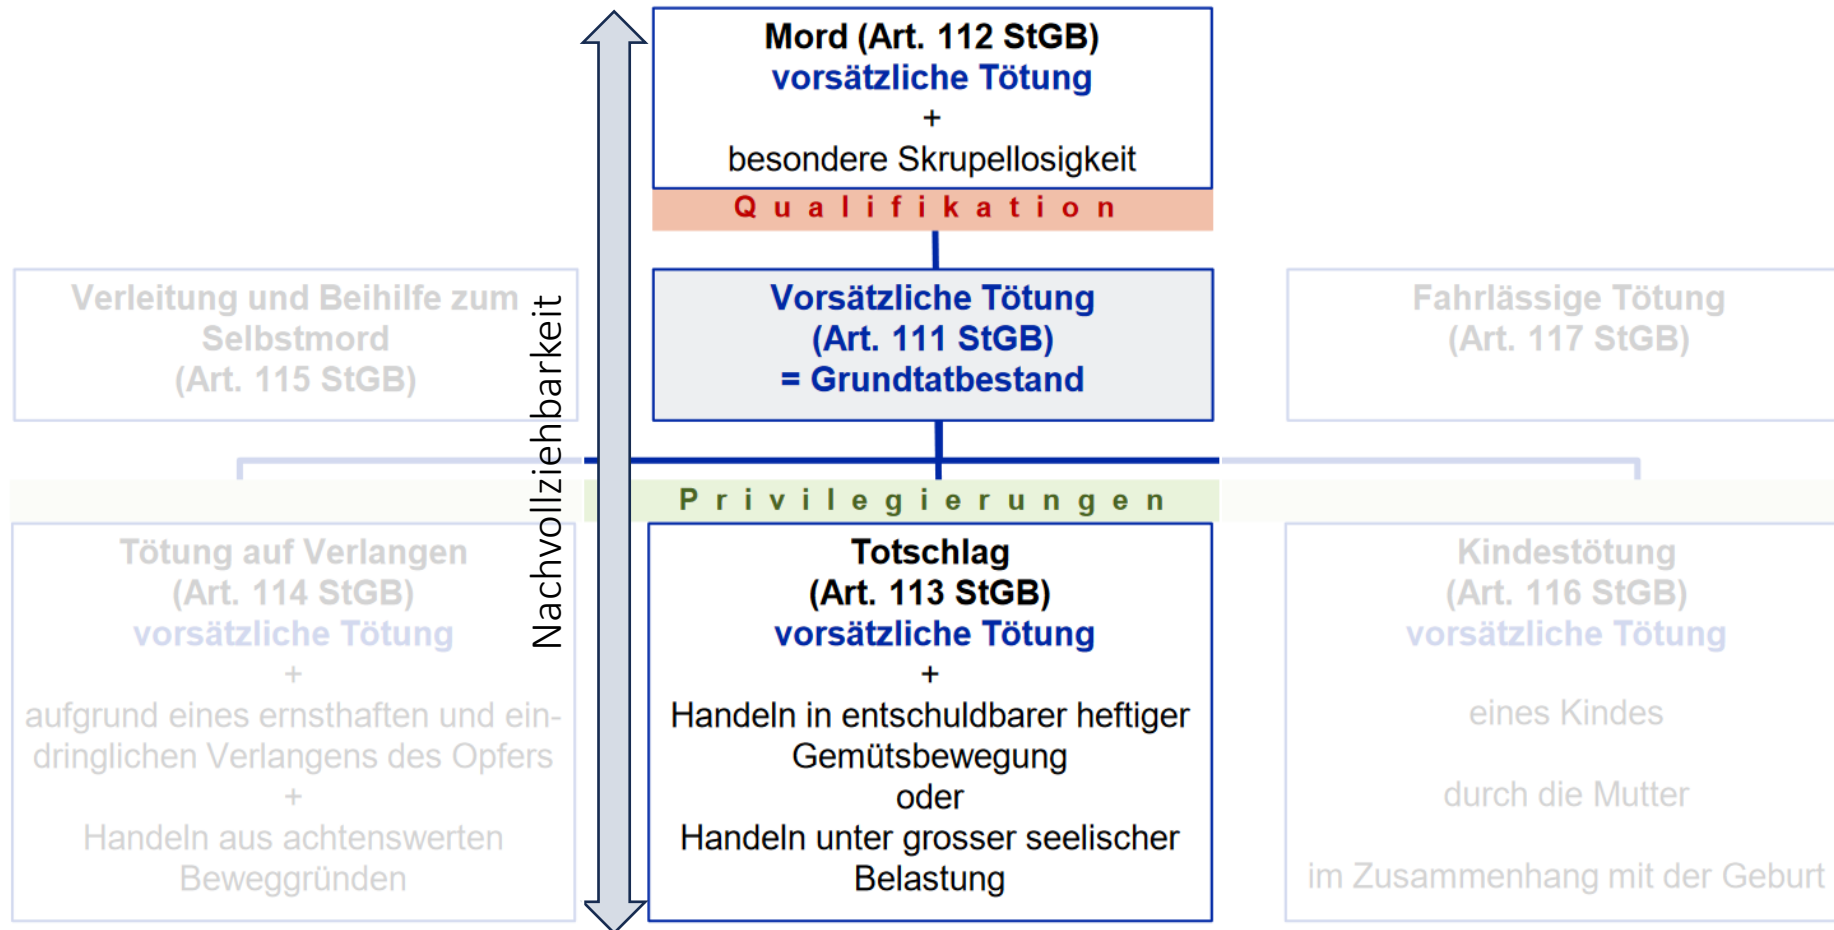 Mord (Art. 112 StGB)
vorsätzliche Tötung
+
besondere Skrupellosigkeit
Qualifikation
Verleitung und Beihilfe zum
Selbstmord
(Art. 115 StGB)
Nachvollziehbarkeit
Vorsätzliche Tötung
(Art. 111 StGB)
= Grundtatbestand
Fahrlässige Tötung
(Art. 117 StGB)
Privilegierungen
Tötung auf Verlangen
(Art. 114 StGB)
vorsätzliche Tötung
+
aufgrund eines ernsthaften und ein-
dringlichen Verlangens des Opfers
+
Handeln aus achtenswerten
Beweggründen
Totschlag
(Art. 113 StGB)
vorsätzliche Tötung
+
Handeln in entschuldbarer heftiger
Gemütsbewegung
oder
Handeln unter grosser seelischer
Belastung
Kindestötung
(Art. 116 StGB)
vorsätzliche Tötung
eines Kindes
durch die Mutter
im Zusammenhang mit der Geburt